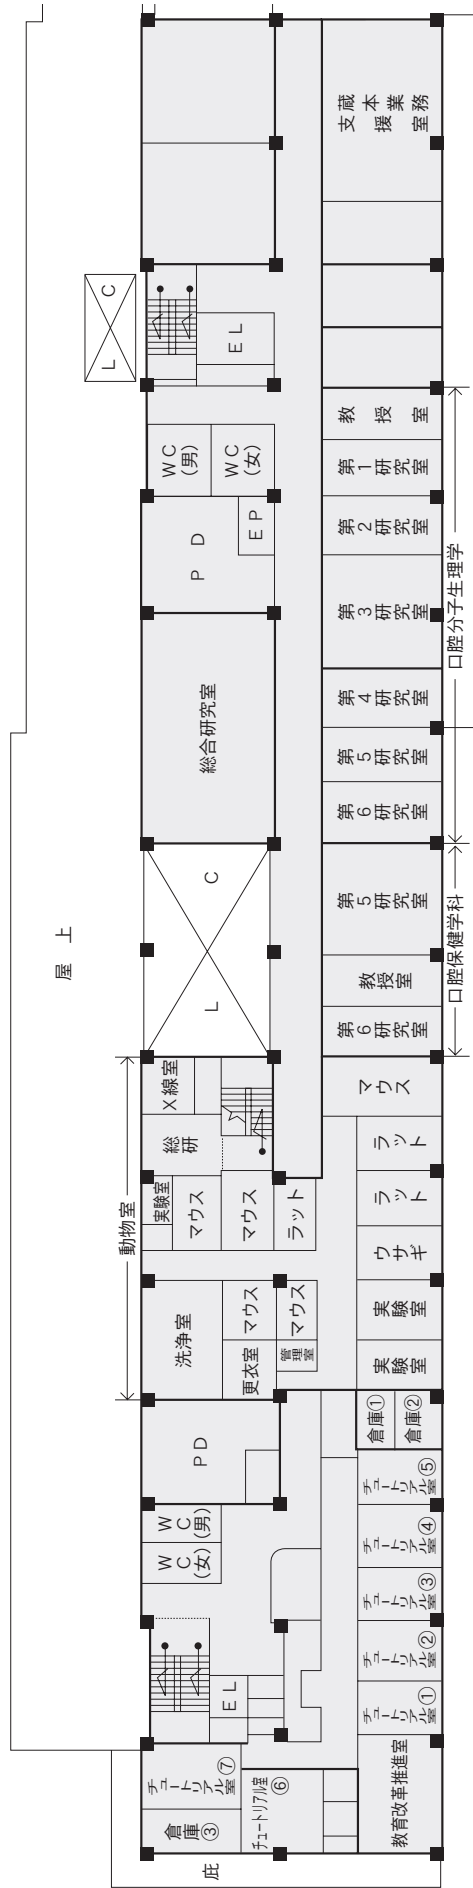 屋上
庇
倉庫
③
チュートリアル室
⑦
チュートリアル室
⑥
EL
WC
(女)
WC
(男)
PD
動物室
洗浄室
更衣室
マウス
管理室
マウス
実験室
マウス
マウス
ラット
総研
X線室
LC
総合研究室
PD
EP
WC
(男)
WC
(女)
EL
LC
教育改革推進室
チュートリアル室
①
チュートリアル室
②
チュートリアル室
③
チュートリアル室
④
チュートリアル室
⑤
倉庫①
倉庫②
実験室
実験室
ウサギ
ラット
ラット
マウス
第6研究室
教授室
第5研究室
口腔保健学科
第6研究室
第5研究室
第4研究室
第3研究室
第2研究室
第1研究室
教授室
口腔分子生理学
蔵本業務
支援室